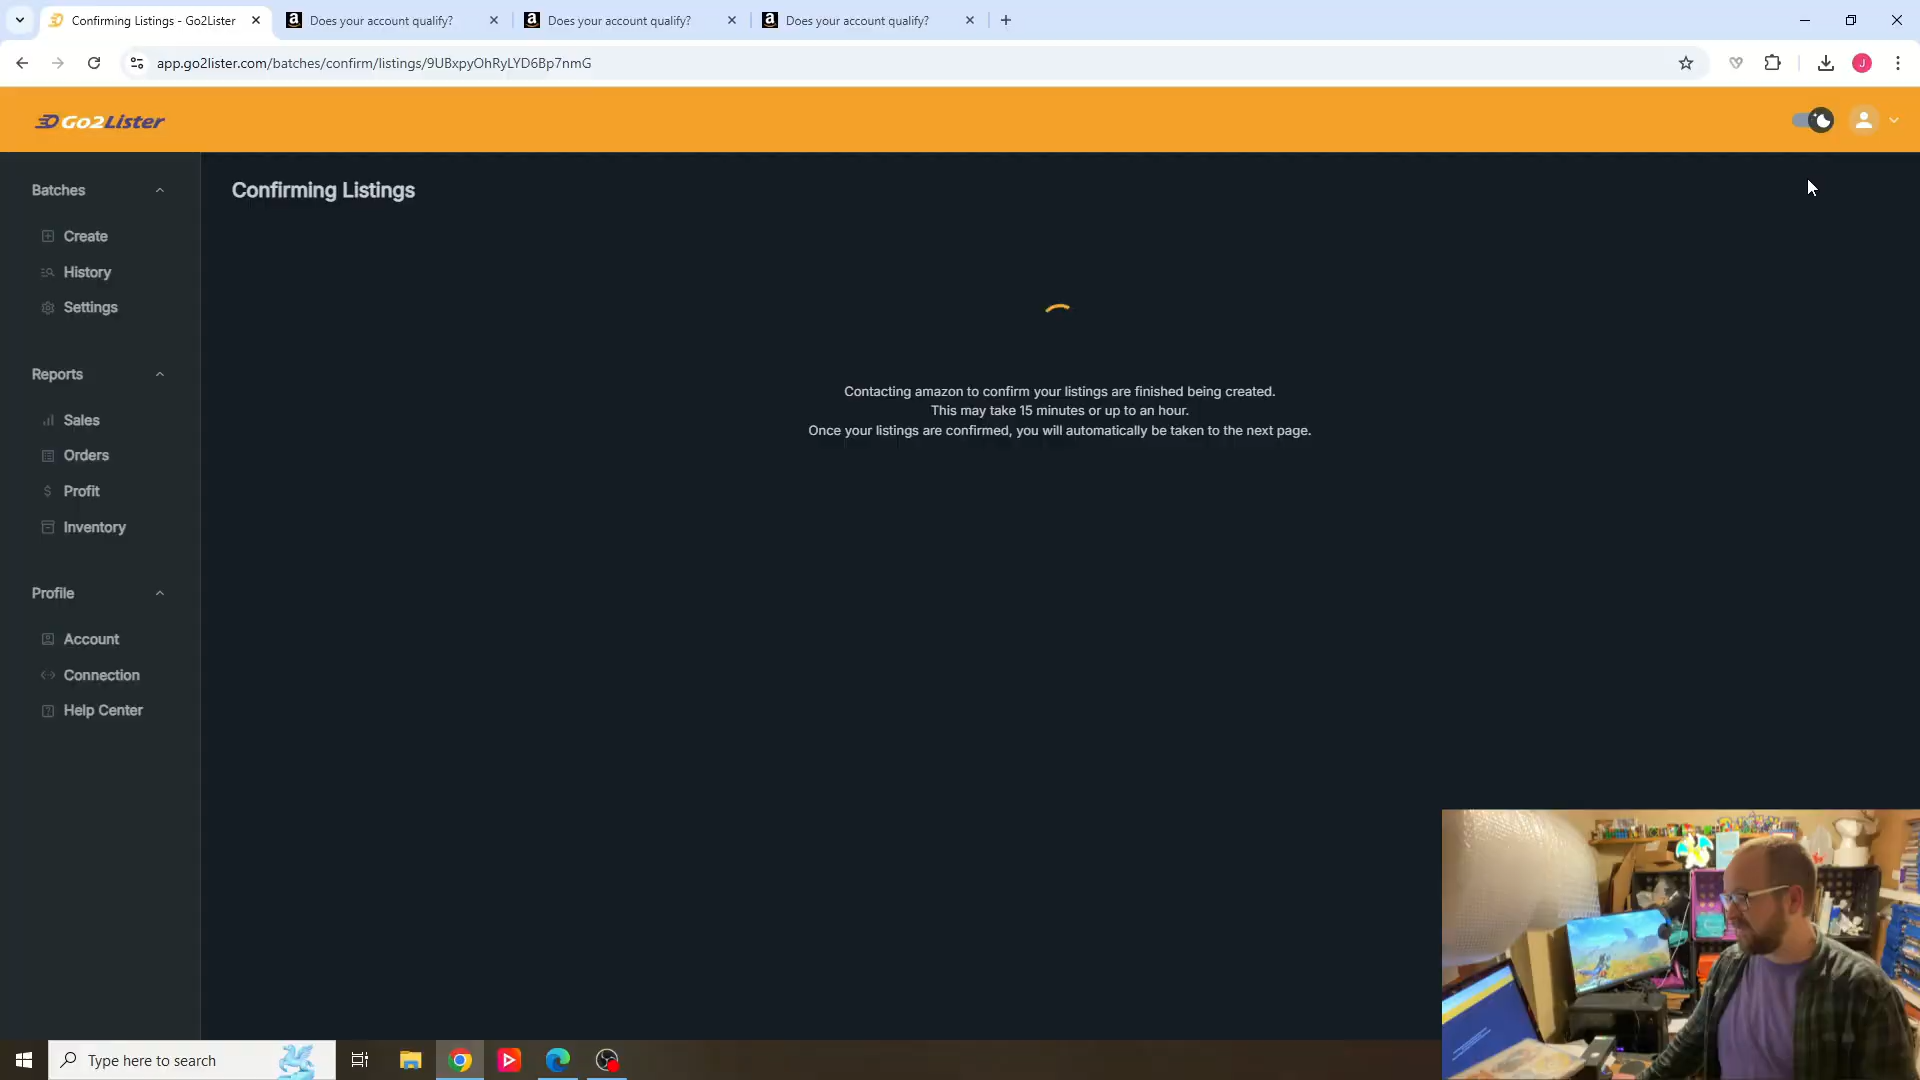 Confirming Listings - Go2Lister
Does your account qualify?
Does your account qualify?
Does your account qualify?
app.go2lister.com/batches/confirm/listings/9UBxpyOhRyLYD6Bp7nmG
J
Go2Lister
Batches
Create
History
Settings
Reports
Sales
Orders
Profit
Inventory
Profile
Account
Connection
Help Center
Confirming Listings
Contacting amazon to confirm your listings are finished being created.
This may take 15 minutes or up to an hour.
Once your listings are confirmed, you will automatically be taken to the next page.
Type here to search